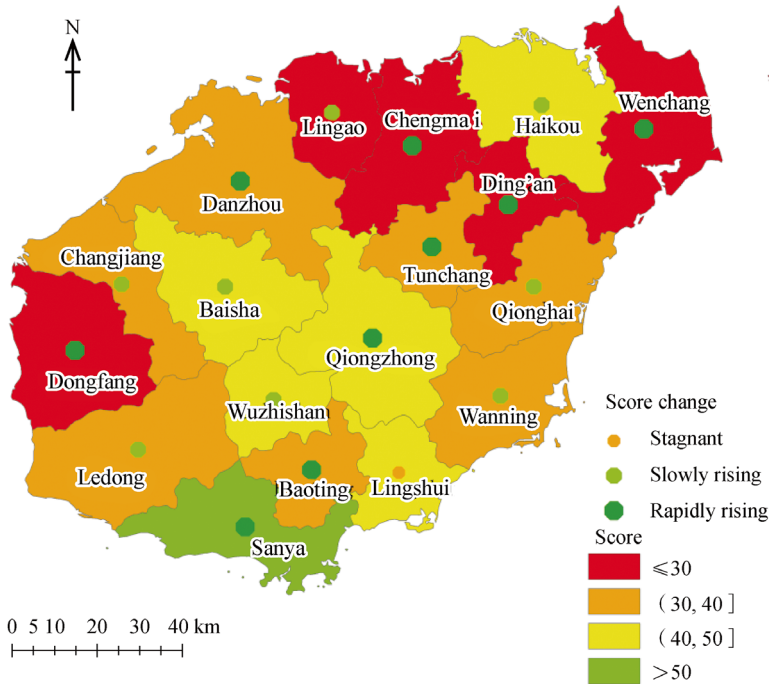 N
Lingao
Chengma i
Haikou
Wenchang
Ding'an
Danzhou
Tunchang
Changjiang
Baisha
Qionghai
Qiongzhong
Dongfang
Wuzhishan
Wanning
Ledong
Baoting
Lingshui
Sanya
Score change
Stagnant
Slowly rising
Rapidly rising
Score
⩽30
( 30, 40 ]
( 40, 50 ]
>50
0 5 10 20 30 40 km